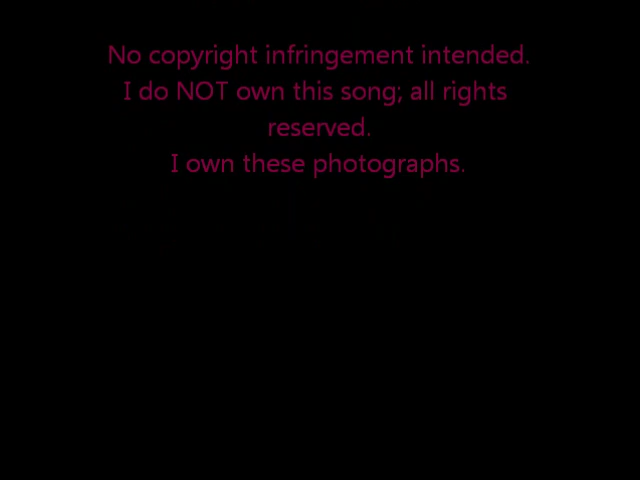 No copyright infringement intended.
I do NOT own this song; all rights
reserved.
I own these photographs.